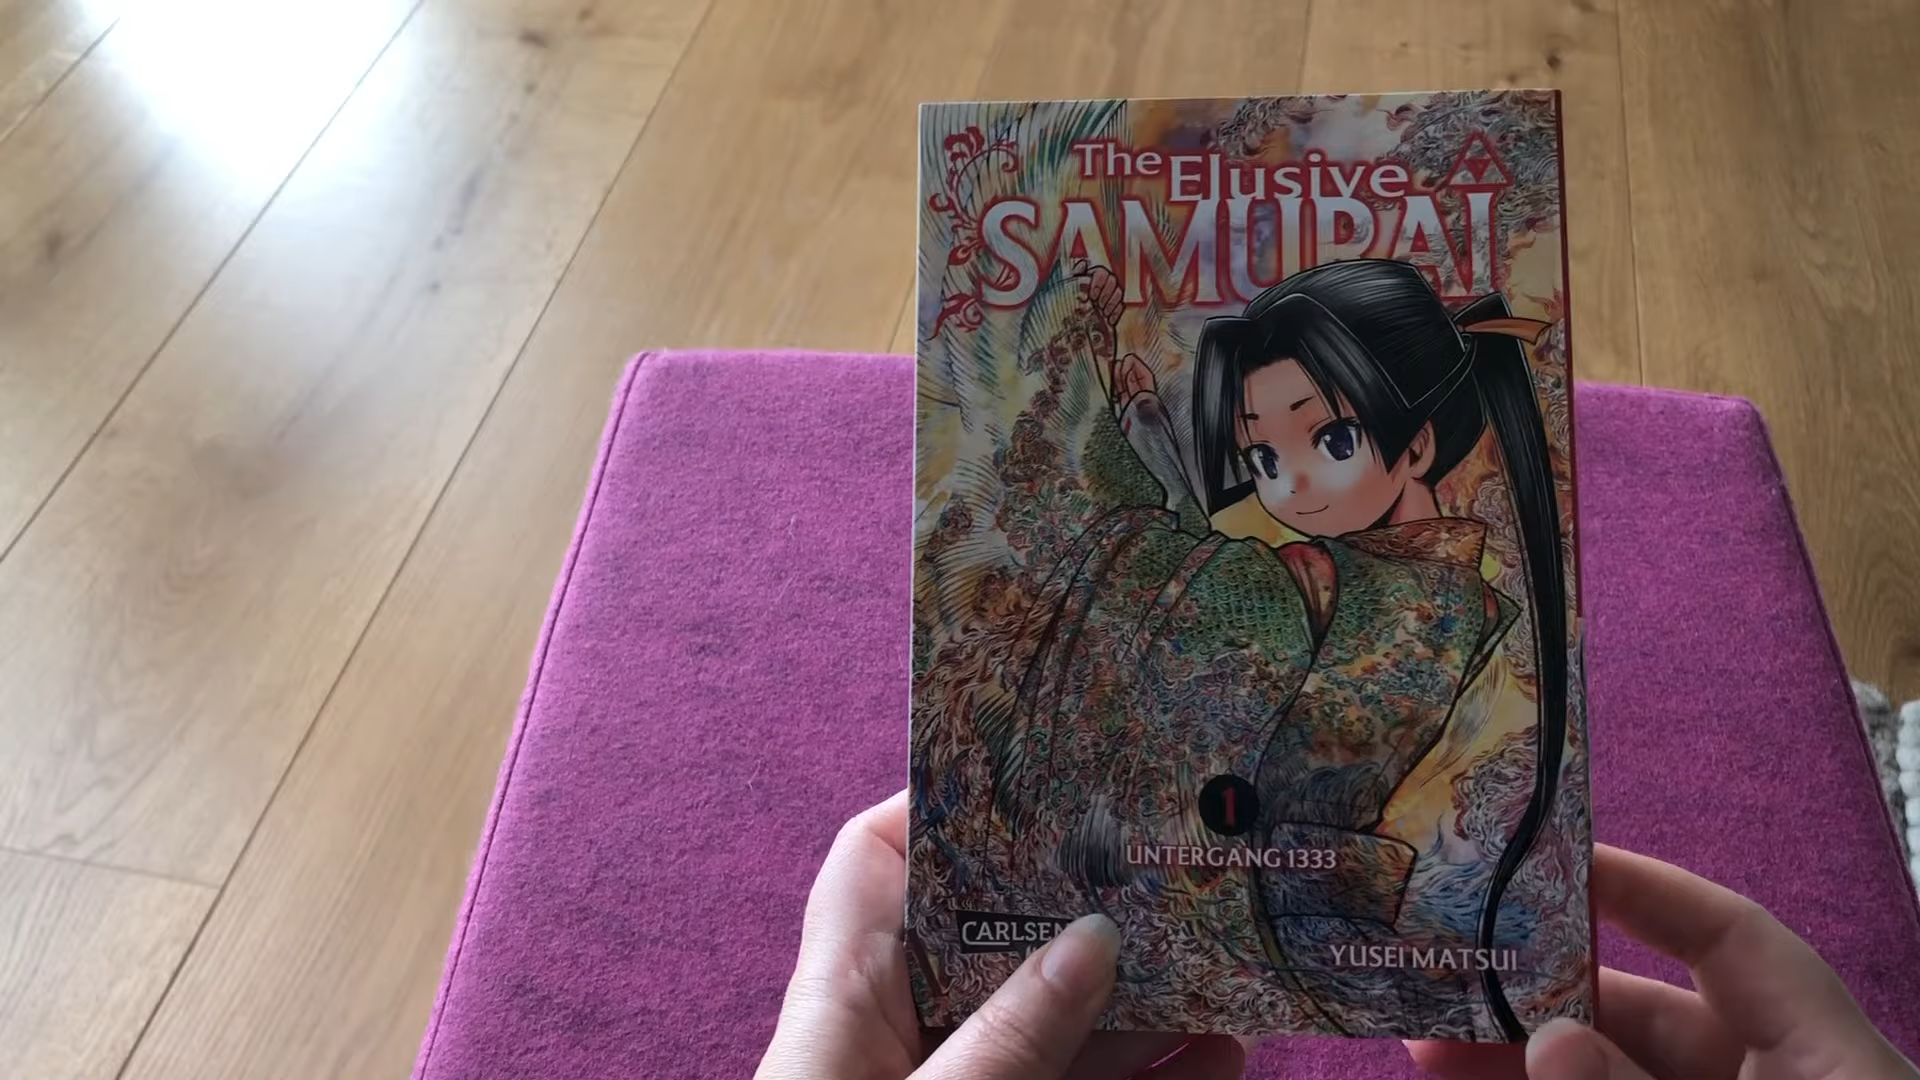 The Elusive
SAMURAI
1
UNTERGANG 1333
CARLSEN
YUSEI MATSUI